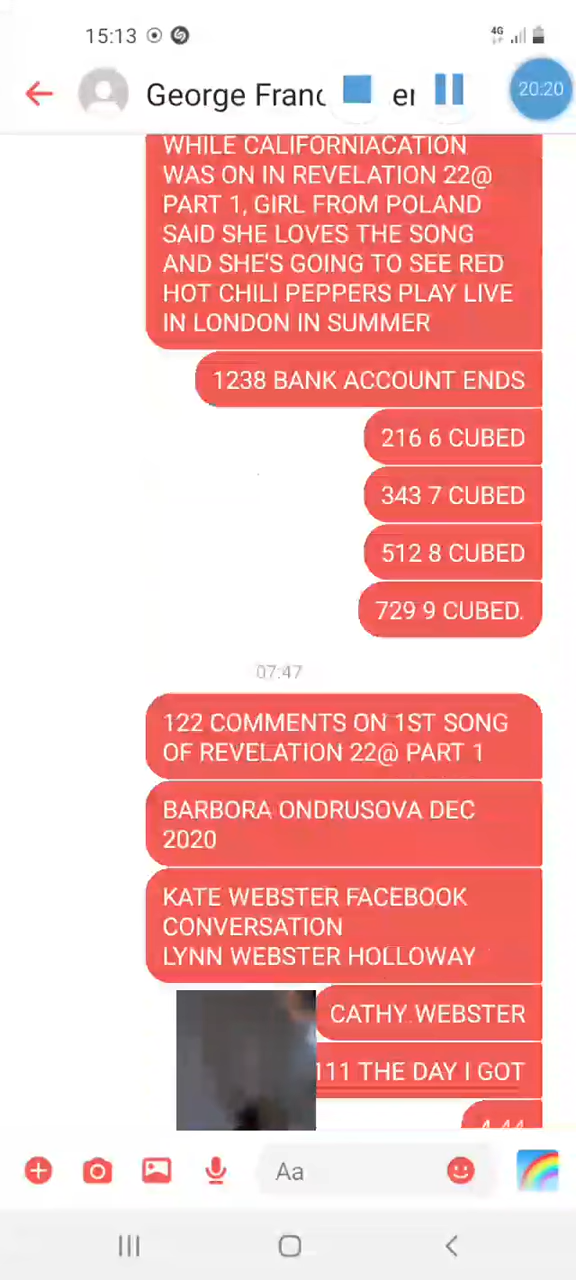 15:13
4G
George Franc
er
20:20
WHILE CALIFORNIACATION
WAS ON IN REVELATION 22@
PART 1, GIRL FROM POLAND
SAID SHE LOVES THE SONG
AND SHE'S GOING TO SEE RED
HOT CHILI PEPPERS PLAY LIVE
IN LONDON IN SUMMER
1238 BANK ACCOUNT ENDS
216 6 CUBED
343 7 CUBED
512 8 CUBED
729 9 CUBED.
07:47
122 COMMENTS ON 1ST SONG
OF REVELATION 22@ PART 1
BARBORA ONDRUSOVA DEC
2020
KATE WEBSTER FACEBOOK
CONVERSATION
LYNN WEBSTER HOLLOWAY
CATHY WEBSTER
111 THE DAY I GOT
Aa